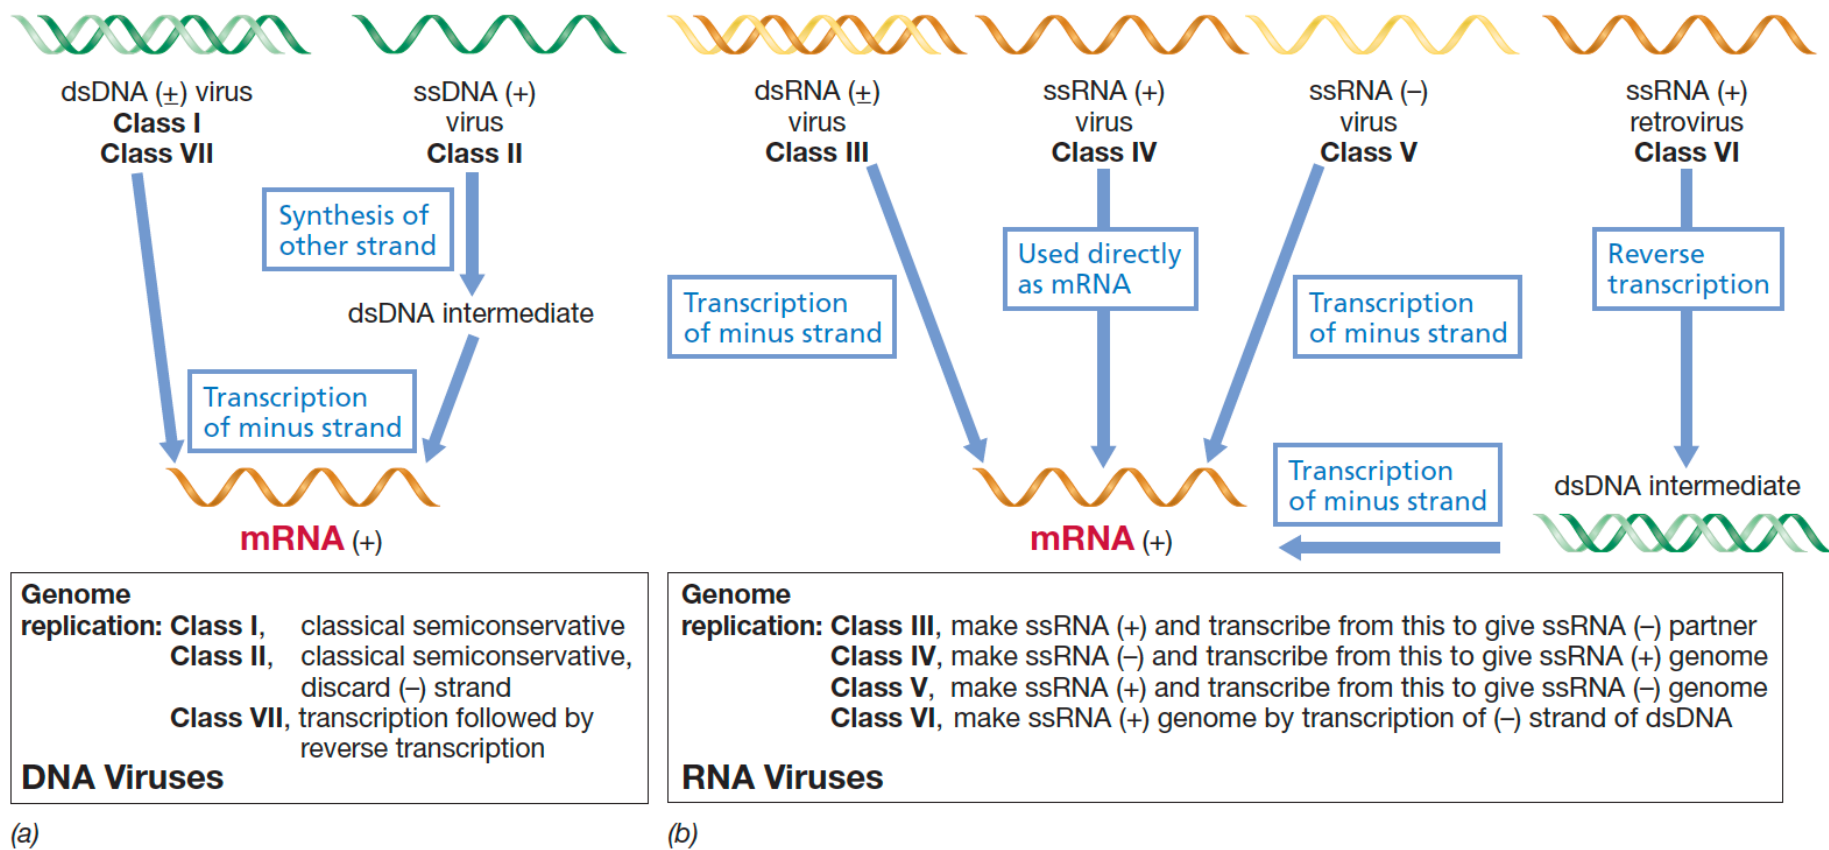 dsDNA (±) virus
Class I
Class VII
ssDNA (+)
virus
Class II
Synthesis of
other strand
dsDNA intermediate
Transcription
of minus strand
mRNA (+)
Genome
replication: Class I, classical semiconservative
Class II, classical semiconservative,
discard (–) strand
Class VII, transcription followed by
reverse transcription
DNA Viruses
(a)
dsRNA (±)
virus
Class III
ssRNA (+)
virus
Class IV
ssRNA (–)
virus
Class V
ssRNA (+)
retrovirus
Class VI
Transcription
of minus strand
Used directly
as mRNA
Transcription
of minus strand
Reverse
transcription
Transcription
of minus strand
dsDNA intermediate
mRNA (+)
Genome
replication: Class III, make ssRNA (+) and transcribe from this to give ssRNA (–) partner
Class IV, make ssRNA (–) and transcribe from this to give ssRNA (+) genome
Class V, make ssRNA (+) and transcribe from this to give ssRNA (–) genome
Class VI, make ssRNA (+) genome by transcription of (–) strand of dsDNA
RNA Viruses
(b)